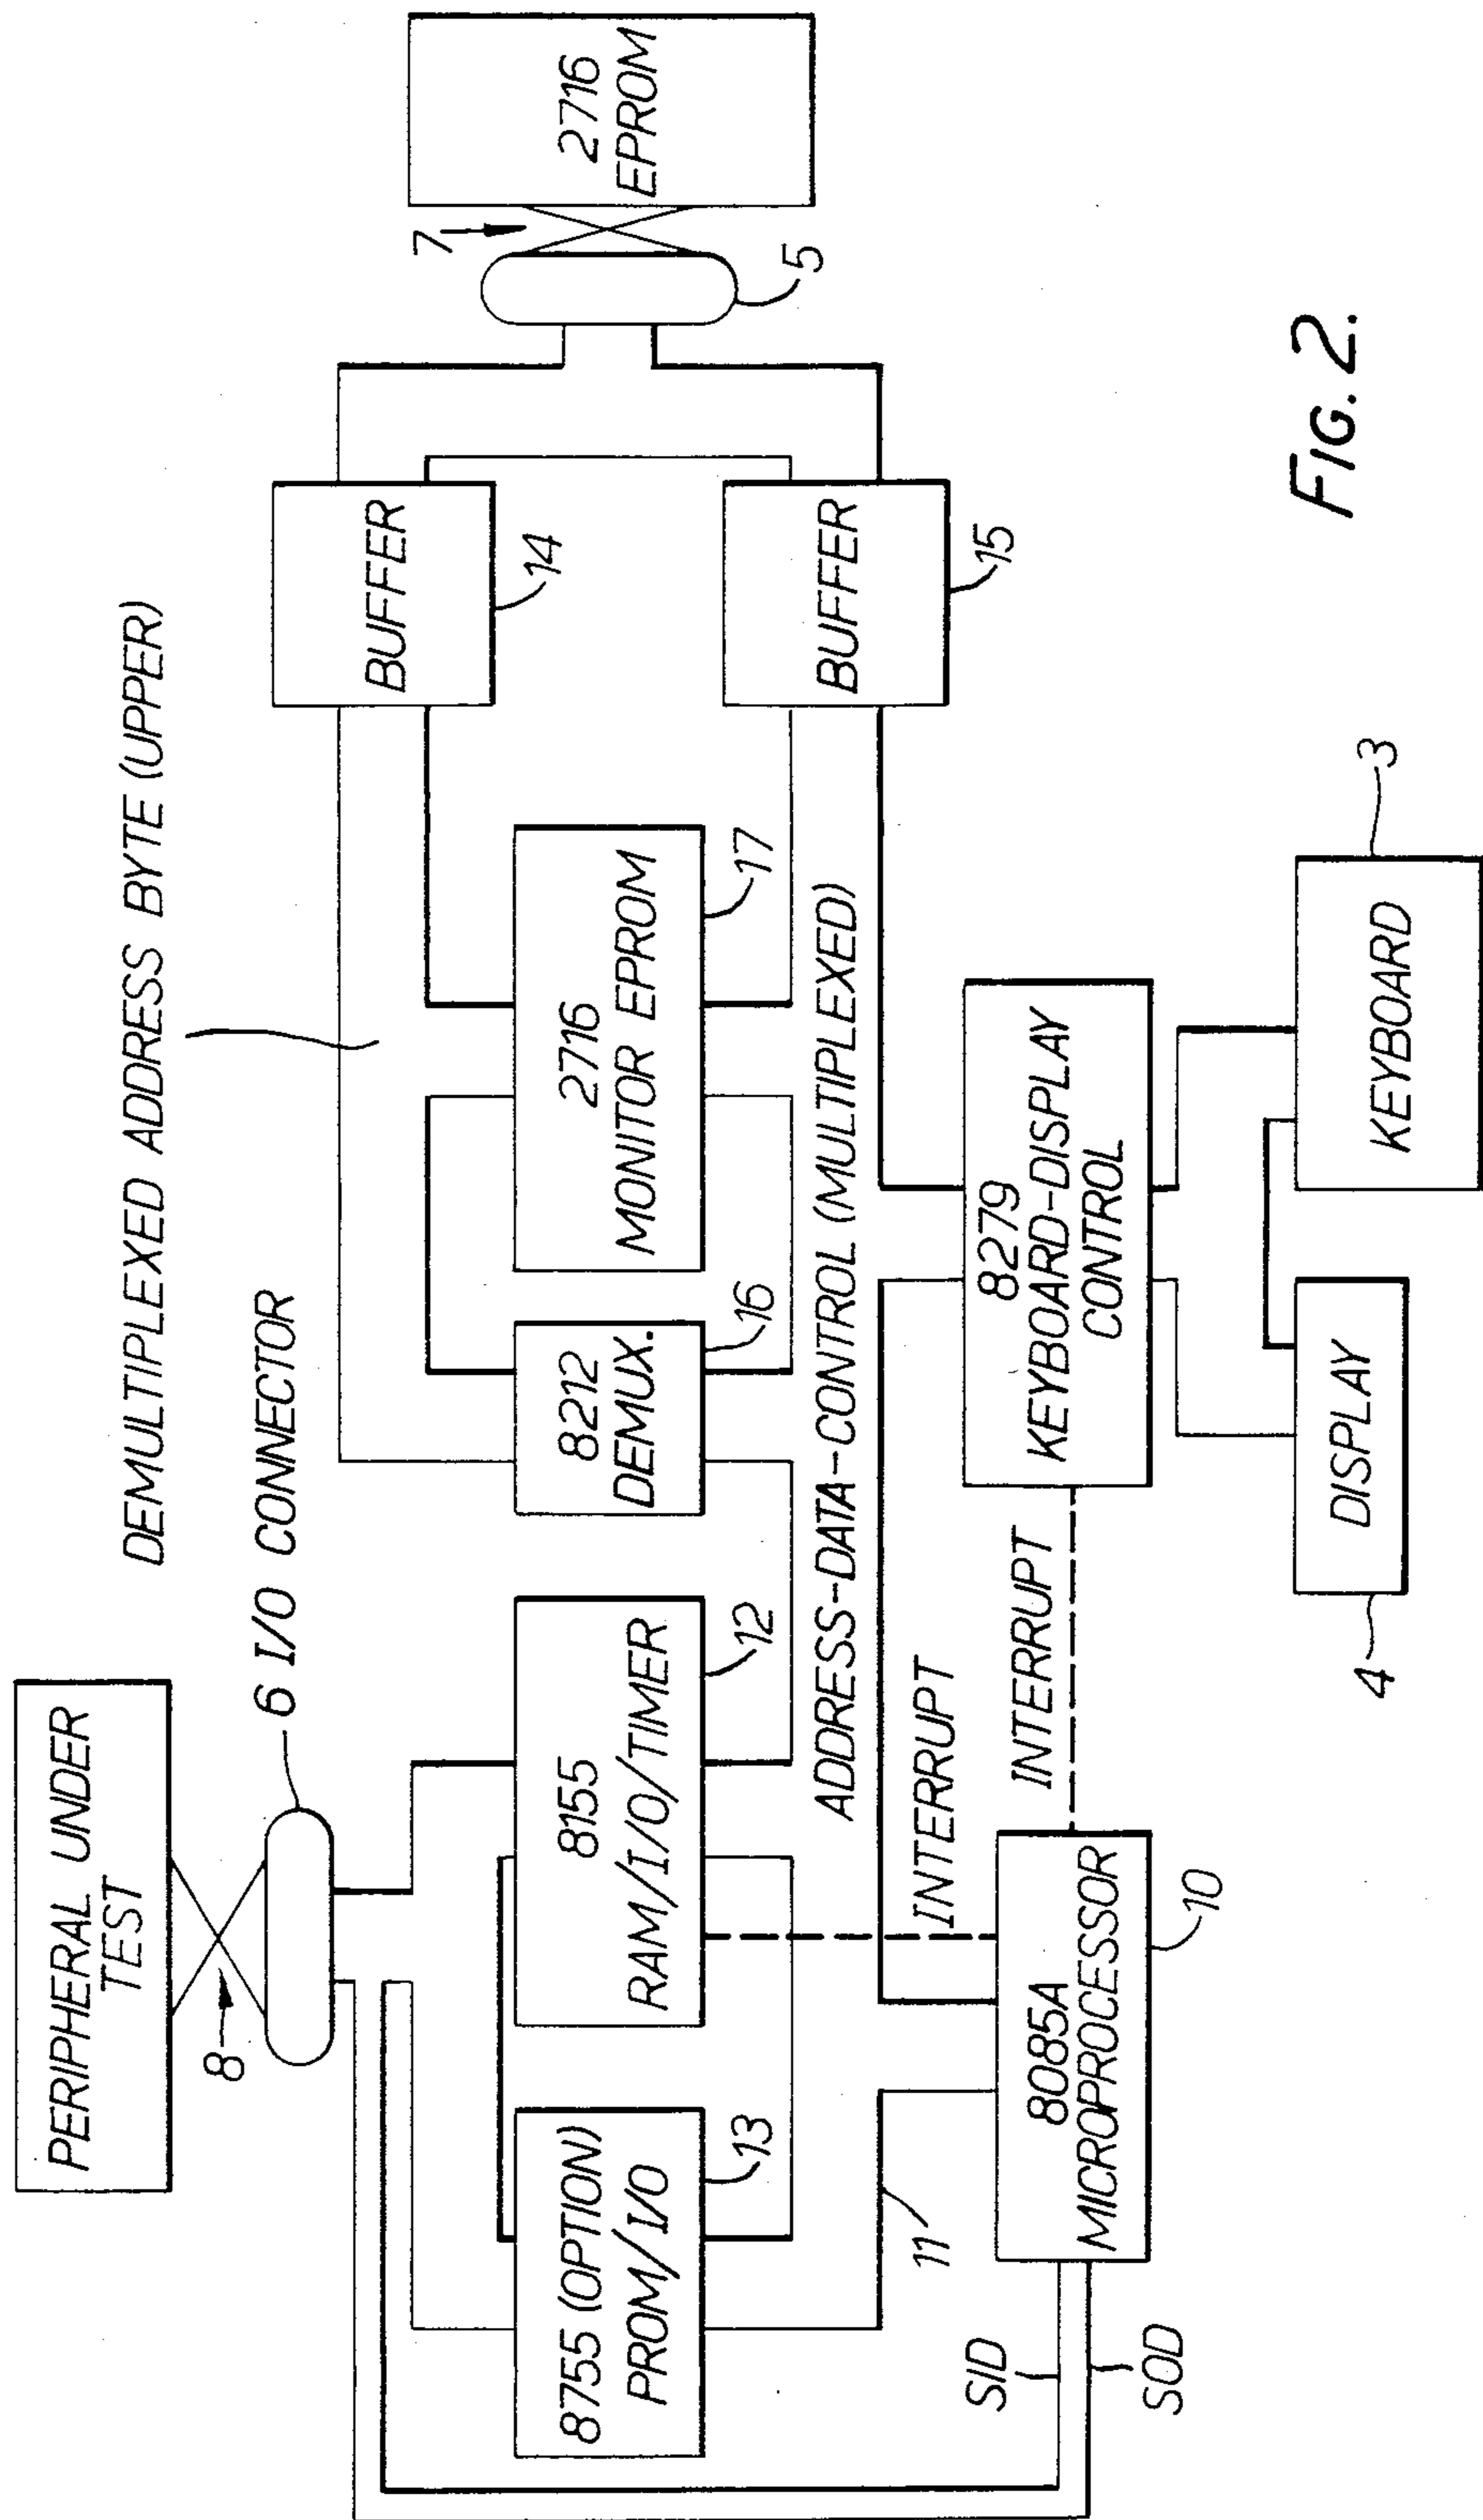 PERIPHERAL UNDER
TEST
8
6 I/O CONNECTOR
DEMULTIPLEXED ADDRESS BYTE (UPPER)
8755 (OPTION)
PROM/I/O
13
8155
RAM/I/O/TIMER
12
8212
DEMUX.
16
2716
MONITOR EPROM
17
BUFFER
14
BUFFER
15
7
5
2716
EPROM
ADDRESS-DATA-CONTROL (MULTIPLEXED)
11
INTERRUPT
INTERRUPT
SID
SOD
8085A
MICROPROCESSOR
10
8279
KEYBOARD-DISPLAY
CONTROL
DISPLAY
4
KEYBOARD
3
FIG. 2.